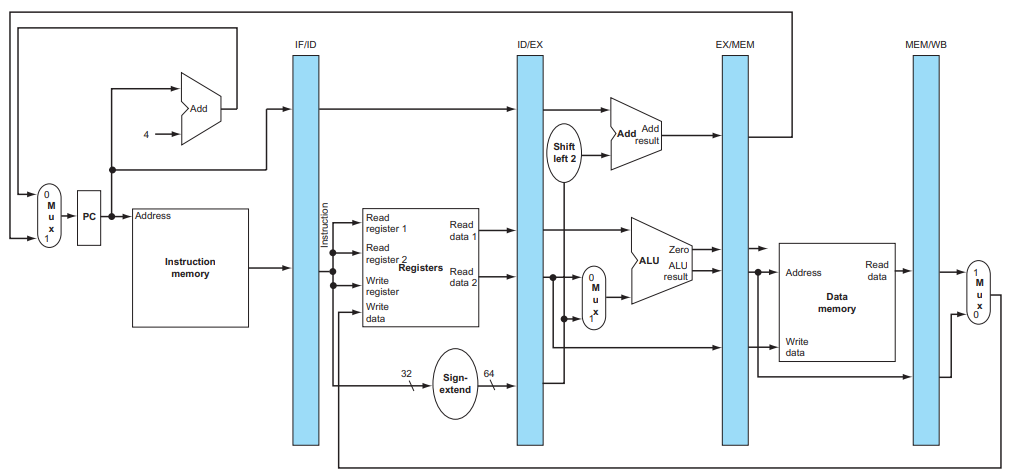 IF/ID
ID/EX
EX/MEM
MEM/WB
Add
4
Shift
left 2
Add
Add
result
0
M
u
x
1
PC
Address
Instruction
memory
Instruction
Read
register 1
Read
register 2
Registers
Write
register
Write
data
Read
data 1
Read
data 2
0
M
u
x
1
Zero
ALU
ALU
result
Address
Read
data
Data
memory
Write
data
1
M
u
x
0
32
Sign-
extend
64